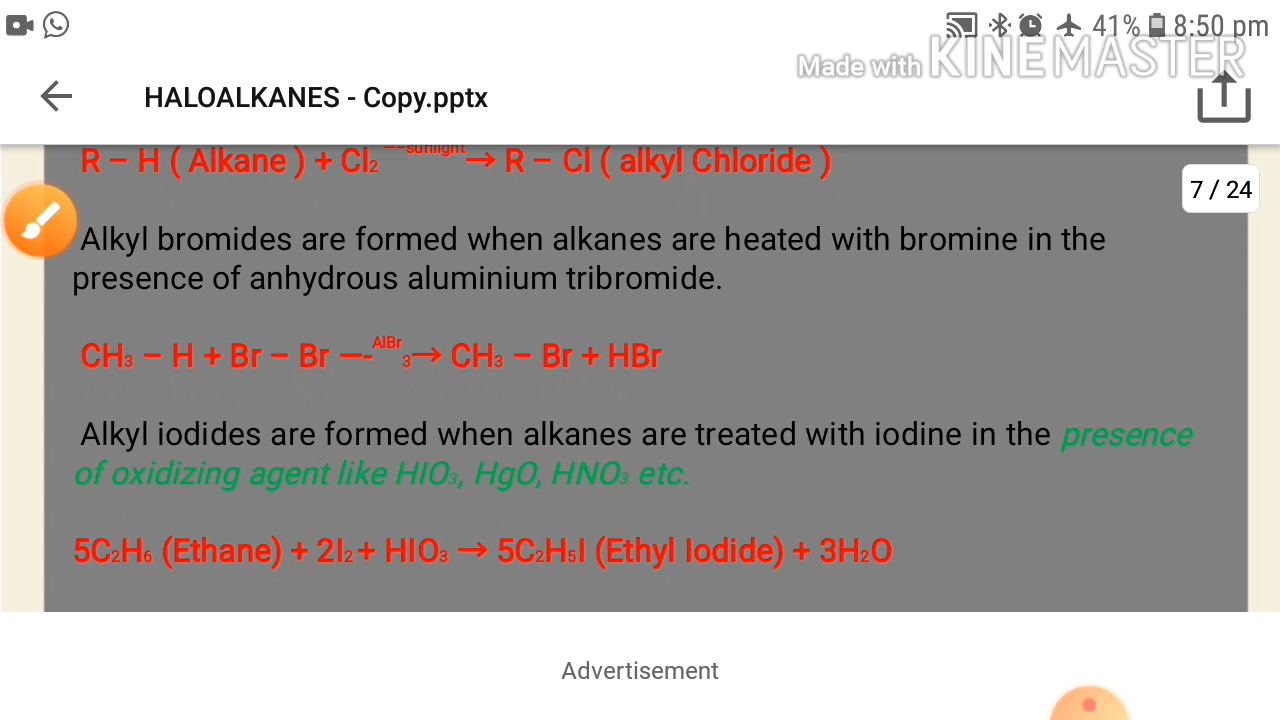 41% 8:50 pm
Made with KINEMASTER
HALOALKANES - Copy.pptx
R – H ( Alkane ) + Cl₂ ––sunlight→ R – Cl ( alkyl Chloride )
7 / 24
Alkyl bromides are formed when alkanes are heated with bromine in the
presence of anhydrous aluminium tribromide.
CH₃ – H + Br – Br —-AlBr₃→ CH₃ – Br + HBr
Alkyl iodides are formed when alkanes are treated with iodine in the presence
of oxidizing agent like HIO₃, HgO, HNO₃ etc.
5C₂H₆ (Ethane) + 2I₂ + HIO₃ → 5C₂H₅I (Ethyl Iodide) + 3H₂O
Advertisement